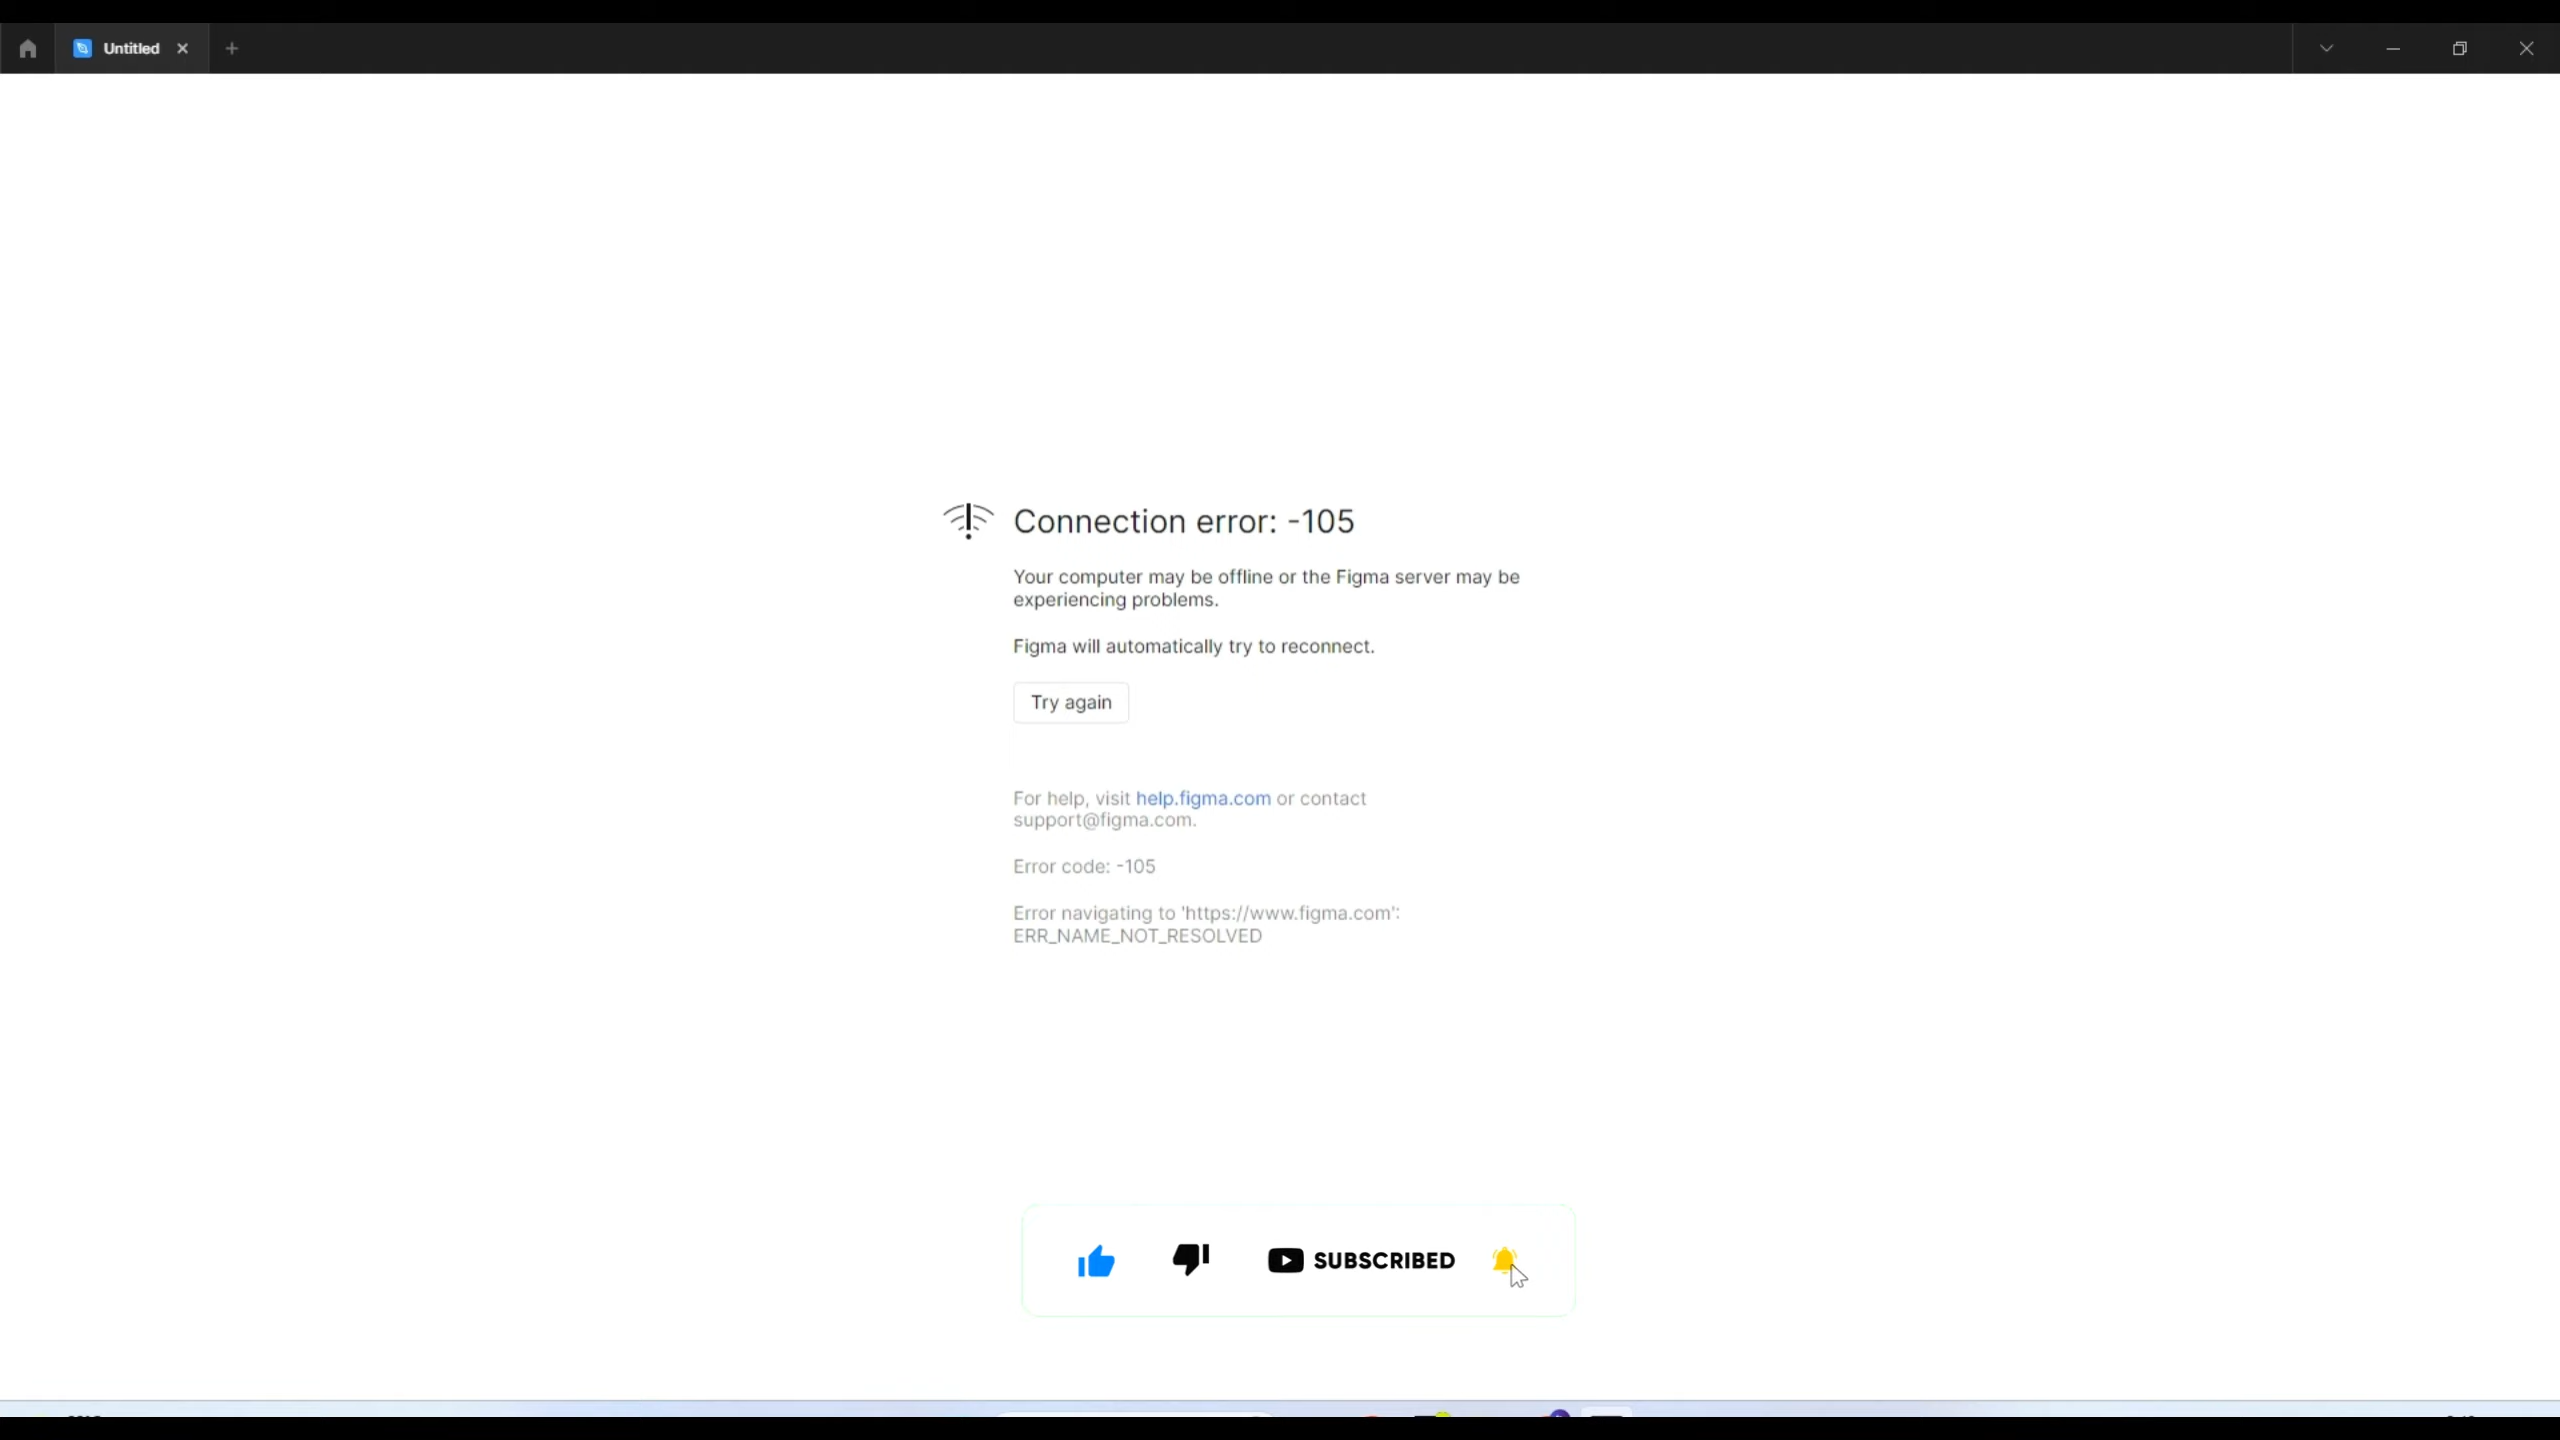 Untitled
Connection error: -105
Your computer may be offline or the Figma server may be
experiencing problems.
Figma will automatically try to reconnect.
Try again
For help, visit help.figma.com or contact
support@figma.com.
Error code: -105
Error navigating to 'https://www.figma.com':
ERR_NAME_NOT_RESOLVED
SUBSCRIBED